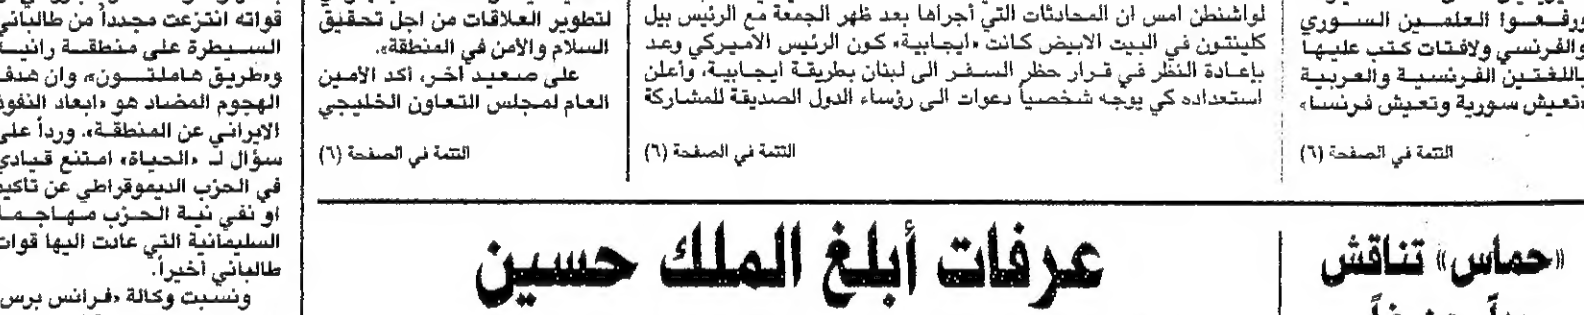 ورفعوا العلمين السوري
والفرنسي ولافتات كتب عليها
باللغتين الفرنسية والعربية
«تعيش سورية وتعيش فرنسا»
التتمة في الصفحة (٦)
لواشنطن امس ان المحادثات التي أجراها بعد ظهر الجمعة مع الرئيس بيل
كلينتون في البيت الابيض كانت «ايجابية» كون الرئيس الاميركي وعد
بإعادة النظر في قرار حظر السفر الى لبنان بطريقة ايجابية، وأعلن
استعداده كي يوجه شخصياً دعوات الى رؤساء الدول الصديقة للمشاركة
التتمة في الصفحة (٦)
لتطوير العلاقات من اجل تحقيق
السلام والأمن في المنطقة».
على صعيد آخر، أكد الأمين
العام لمجلس التعاون الخليجي
التتمة في الصفحة (٦)
قواته انتزعت مجدداً من طالباني
السيطرة على منطقة رانية
و«طريق هاملتون»، وان هدف
الهجوم المضاد هو «ابعاد النفوذ
الايراني عن المنطقة». ورداً على
سؤال لـ «الحياة» امتنع قيادي
في الحزب الديموقراطي عن تأكيد
او نفي نية الحزب مهاجمة
السليمانية التي عادت اليها قوات
طالباني أخيراً.
ونسبت وكالة «فرانس برس
«حماس» تناقش
عرفات أبلغ الملك حسين